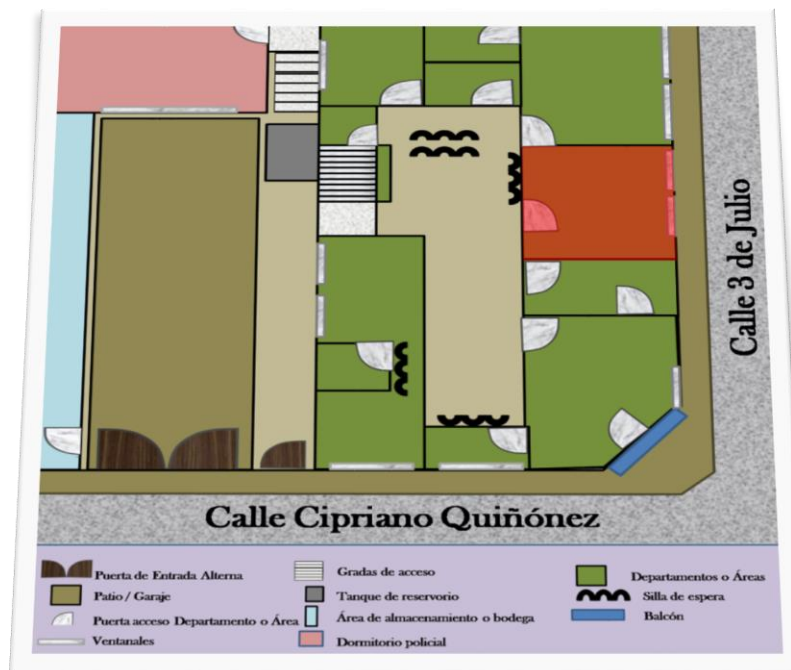 Calle 3 de Julio
Calle Cipriano Quiñónez
Puerta de Entrada Alterna
Patio / Garaje
Puerta acceso Departamento o Área
Ventanales
Gradas de acceso
Tanque de reservorio
Área de almacenamiento o bodega
Dormitorio policial
Departamentos o Áreas
Silla de espera
Balcón